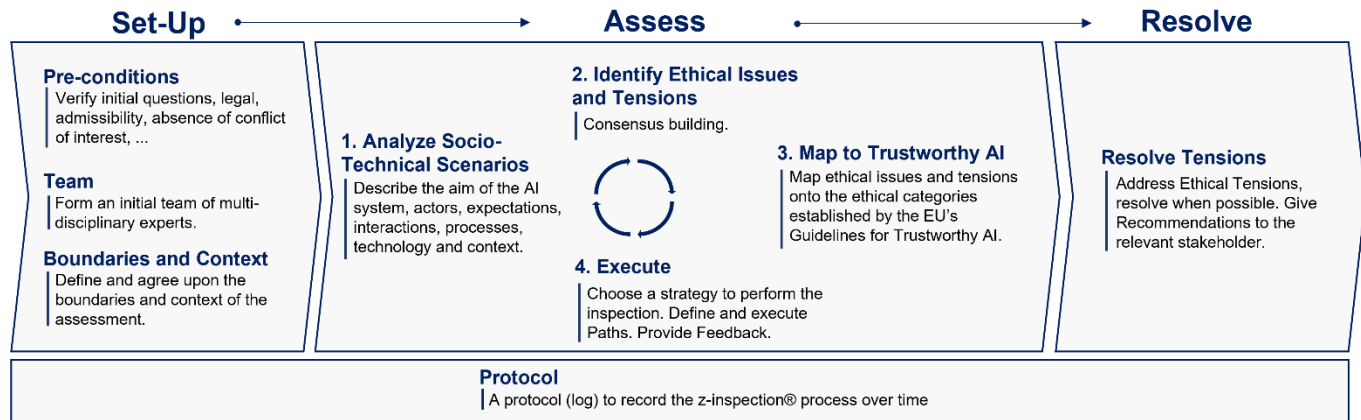 Set-Up
Assess
Resolve
Pre-conditions
Verify initial questions, legal,
admissibility, absence of conflict
of interest, ...
Team
Form an initial team of multi-
disciplinary experts.
Boundaries and Context
Define and agree upon the
boundaries and context of the
assessment.
1. Analyze Socio-
Technical Scenarios
Describe the aim of the AI
system, actors, expectations,
interactions, processes,
technology and context.
2. Identify Ethical Issues
and Tensions
Consensus building.
3. Map to Trustworthy AI
Map ethical issues and tensions
onto the ethical categories
established by the EU's
Guidelines for Trustworthy AI.
4. Execute
Choose a strategy to perform the
inspection. Define and execute
Paths. Provide Feedback.
Resolve Tensions
Address Ethical Tensions,
resolve when possible. Give
Recommendations to the
relevant stakeholder.
Protocol
A protocol (log) to record the z-inspection® process over time